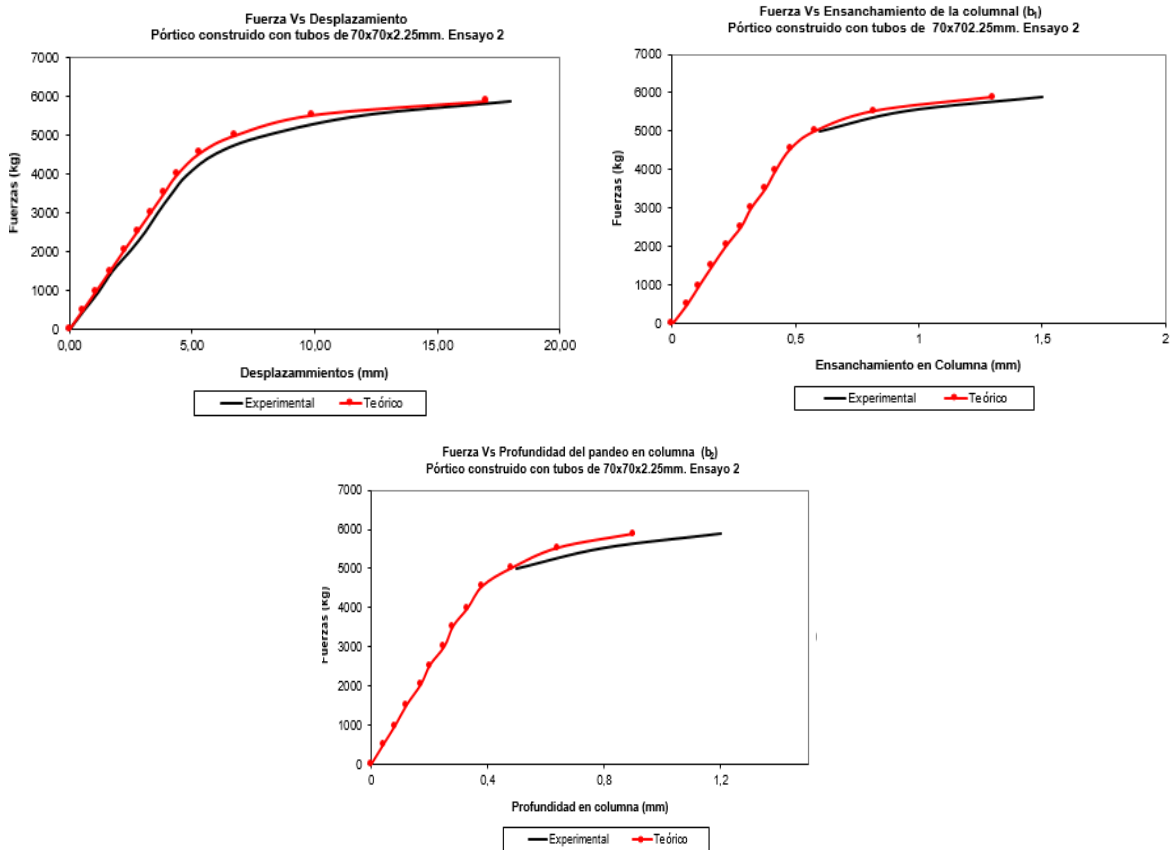 Fuerza Vs Desplazamiento
Pórtico construido con tubos de 70x70x2.25mm. Ensayo 2
7000
6000
5000
4000
3000
2000
1000
0
Fuerzas (kg)
0,00
5,00
10,00
15,00
20,00
Desplazammientos (mm)
Experimental
Teórico
Fuerza Vs Ensanchamiento de la columnal (b₁)
Pórtico construido con tubos de 70x702.25mm. Ensayo 2
7000
6000
5000
4000
3000
2000
1000
0
Fuerzas (kg)
0
0,5
1
1,5
2
Ensanchamiento en Columna (mm)
Experimental
Teórico
Fuerza Vs Profundidad del pandeo en columna (b₂)
Pórtico construido con tubos de 70x70x2.25mm. Ensayo 2
7000
6000
5000
4000
3000
2000
1000
0
Fuerzas (kg)
0
0,4
0,8
1,2
Profundidad en columna (mm)
Experimental
Teórico